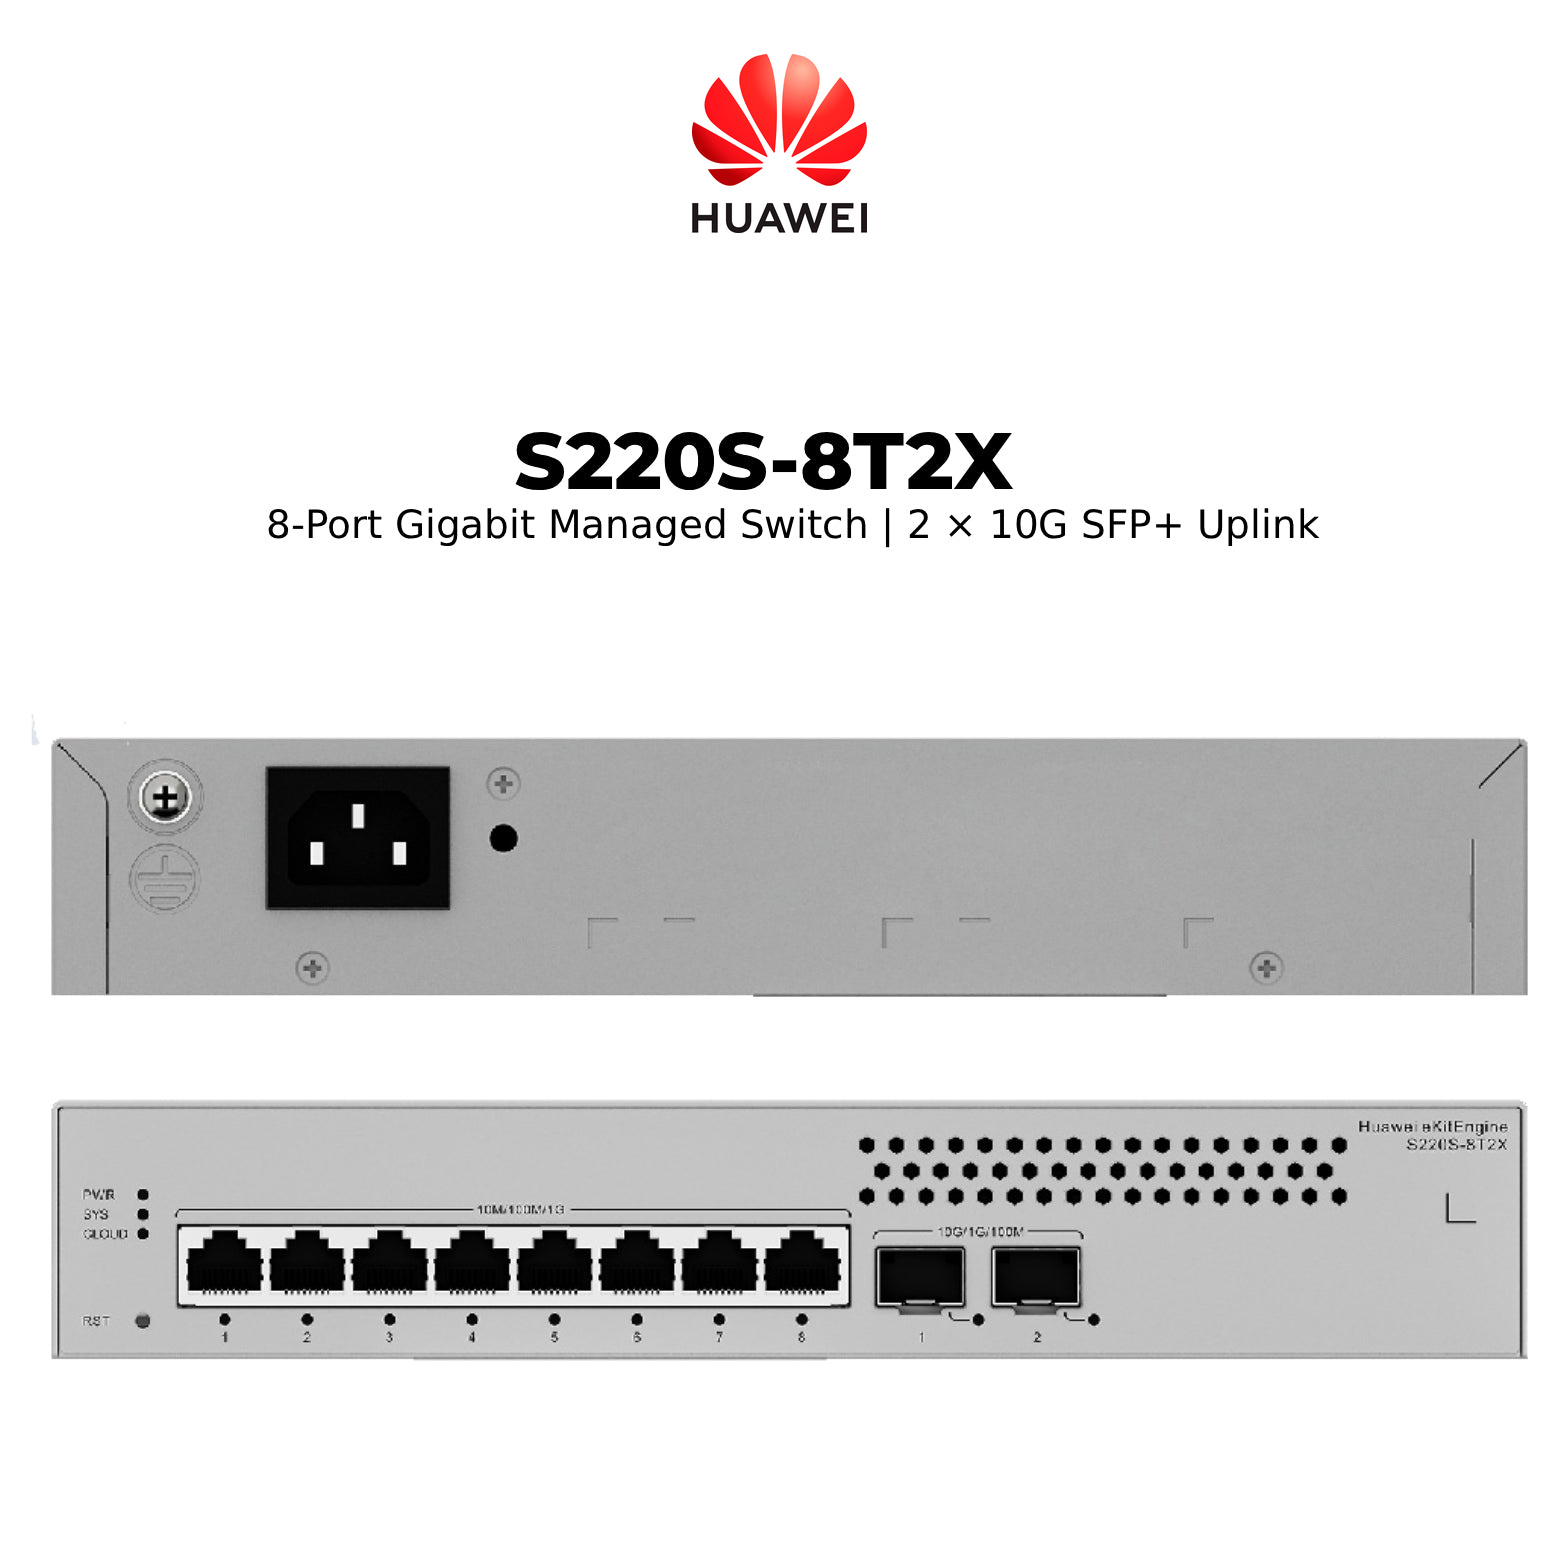 HUAWEI
S220S-8T2X
8-Port Gigabit Managed Switch | 2 × 10G SFP+ Uplink
Huawei eKitEngine
S220S-8T2X
PWR
SYS
CLOUD
10M/100M/1G
10G/1G/100M
RST
1 2 3 4 5 6 7 8 1 2